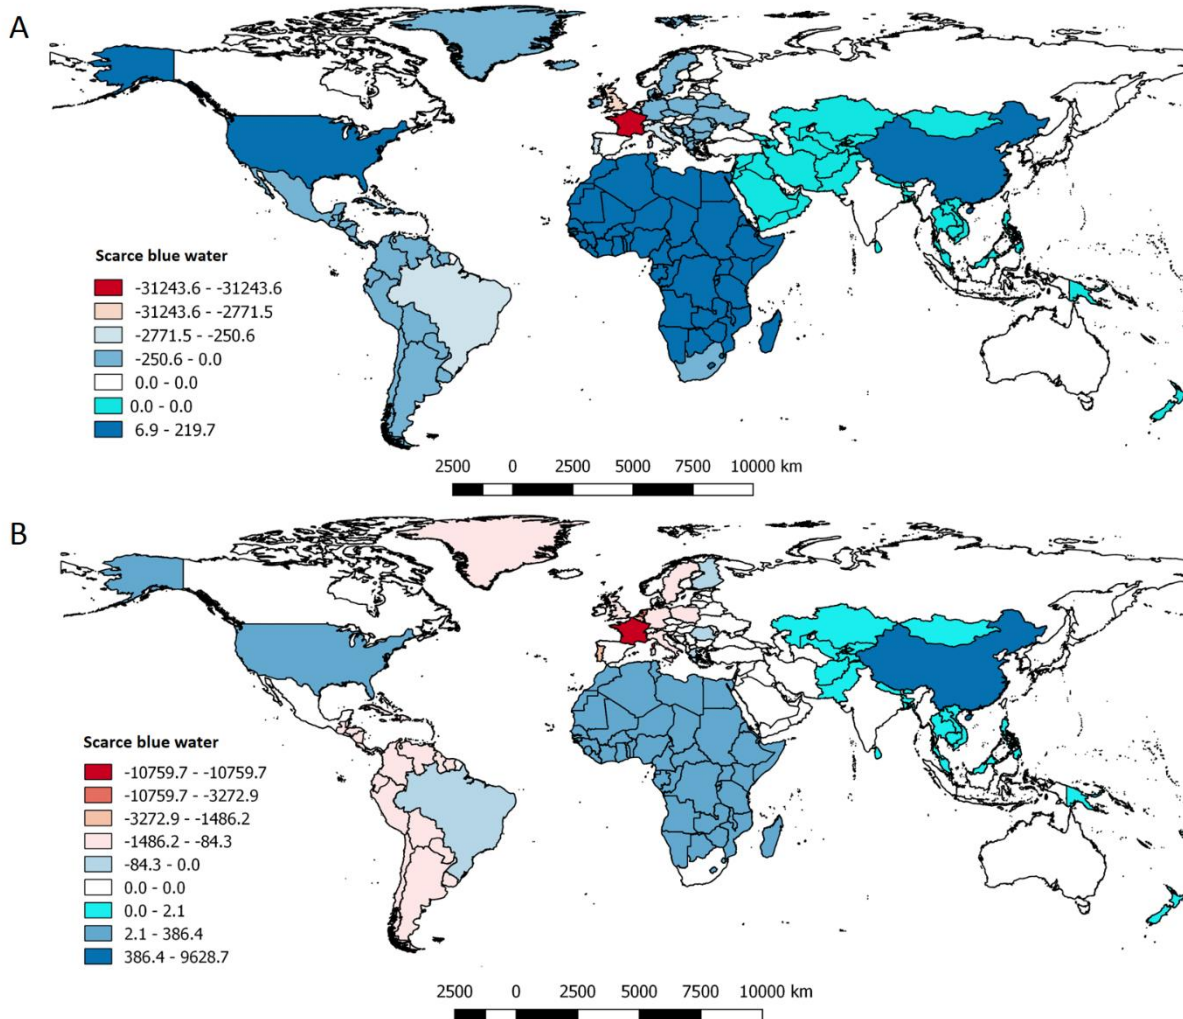 A
Scarce blue water
-31243.6 - -31243.6
-31243.6 - -2771.5
-2771.5 - -250.6
-250.6 - 0.0
0.0 - 0.0
0.0 - 0.0
6.9 - 219.7
2500 0 2500 5000 7500 10000 km
B
Scarce blue water
-10759.7 - -10759.7
-10759.7 - -3272.9
-3272.9 - -1486.2
-1486.2 - -84.3
-84.3 - 0.0
0.0 - 0.0
0.0 - 2.1
2.1 - 386.4
386.4 - 9628.7
2500 0 2500 5000 7500 10000 km